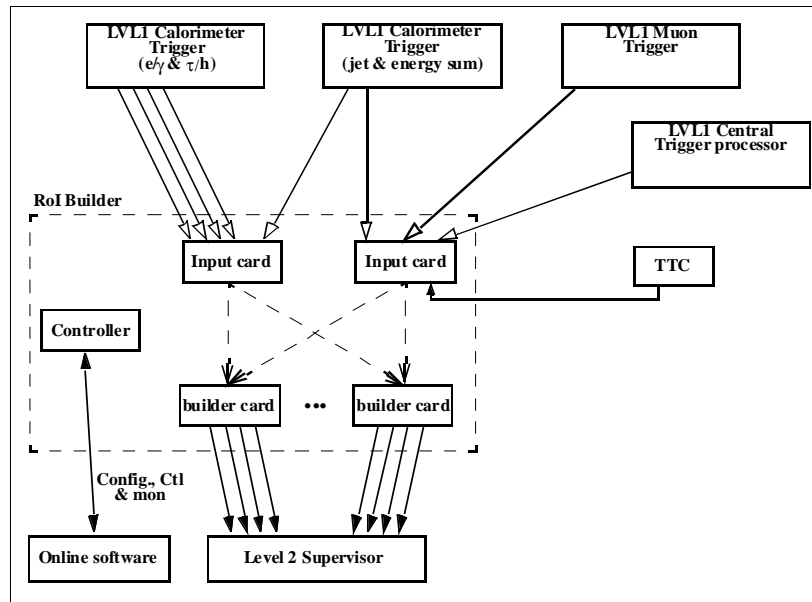 LVL1 Calorimeter
Trigger
(e/γ & τ/h)
LVL1 Calorimeter
Trigger
(jet & energy sum)
LVL1 Muon
Trigger
LVL1 Central
Trigger processor
RoI Builder
Input card
Input card
TTC
Controller
builder card
•••
builder card
Config., Ctl
& mon
Online software
Level 2 Supervisor